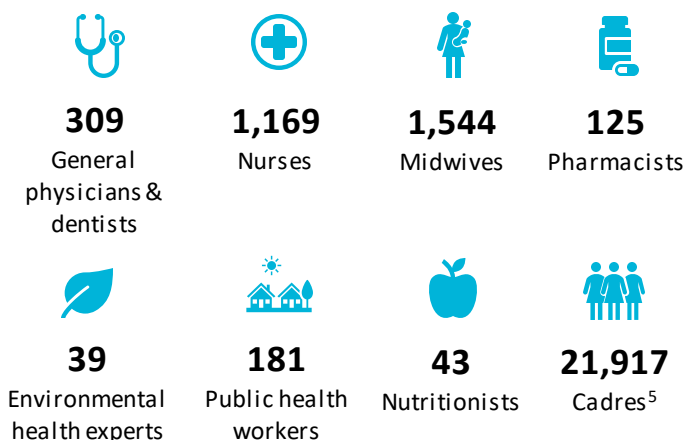 309
General
physicians &
dentists
1,169
Nurses
1,544
Midwives
125
Pharmacists
39
Environmental
health experts
181
Public health
workers
43
Nutritionists
21,917
Cadres⁵